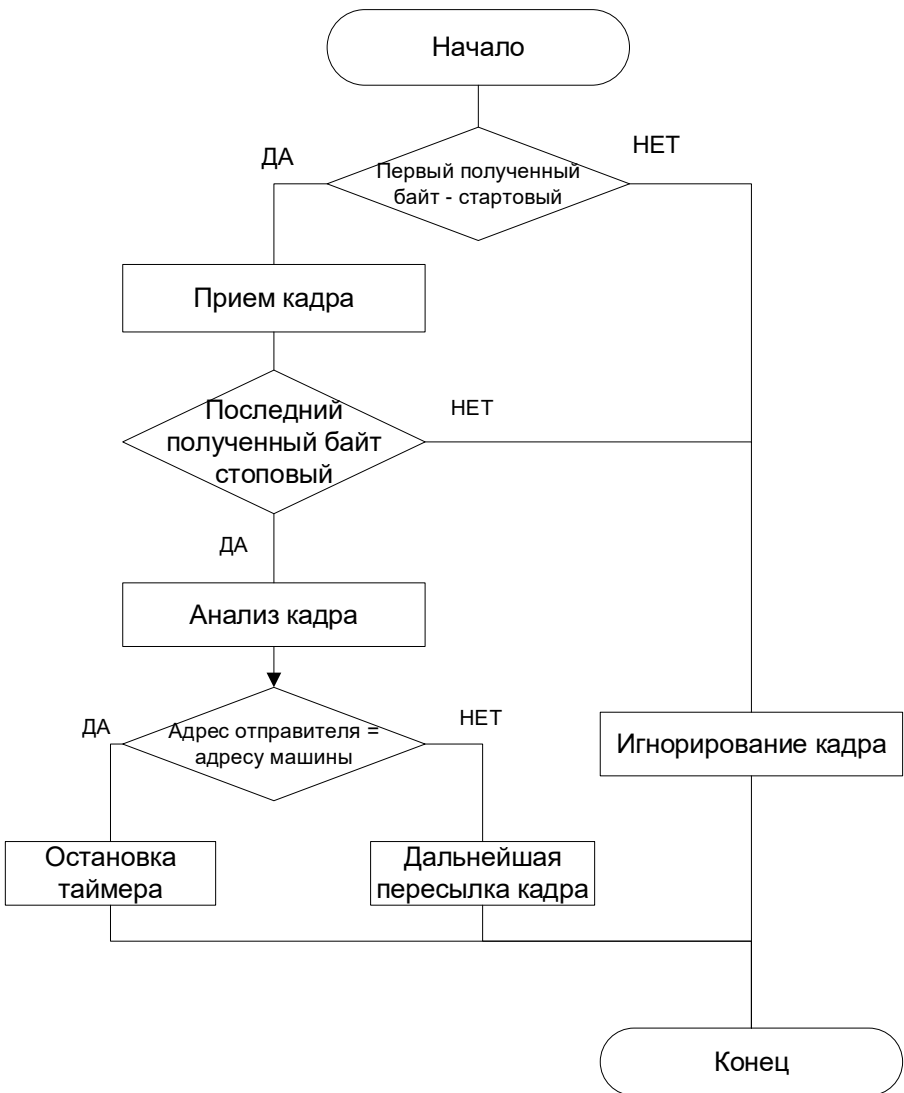 Начало
ДА
НЕТ
Первый полученный
байт - стартовый
Прием кадра
Последний
полученный байт
стоповый
НЕТ
ДА
Анализ кадра
ДА
Адрес отправителя =
адресу машины
НЕТ
Игнорирование кадра
Остановка
таймера
Дальнейшая
пересылка кадра
Конец